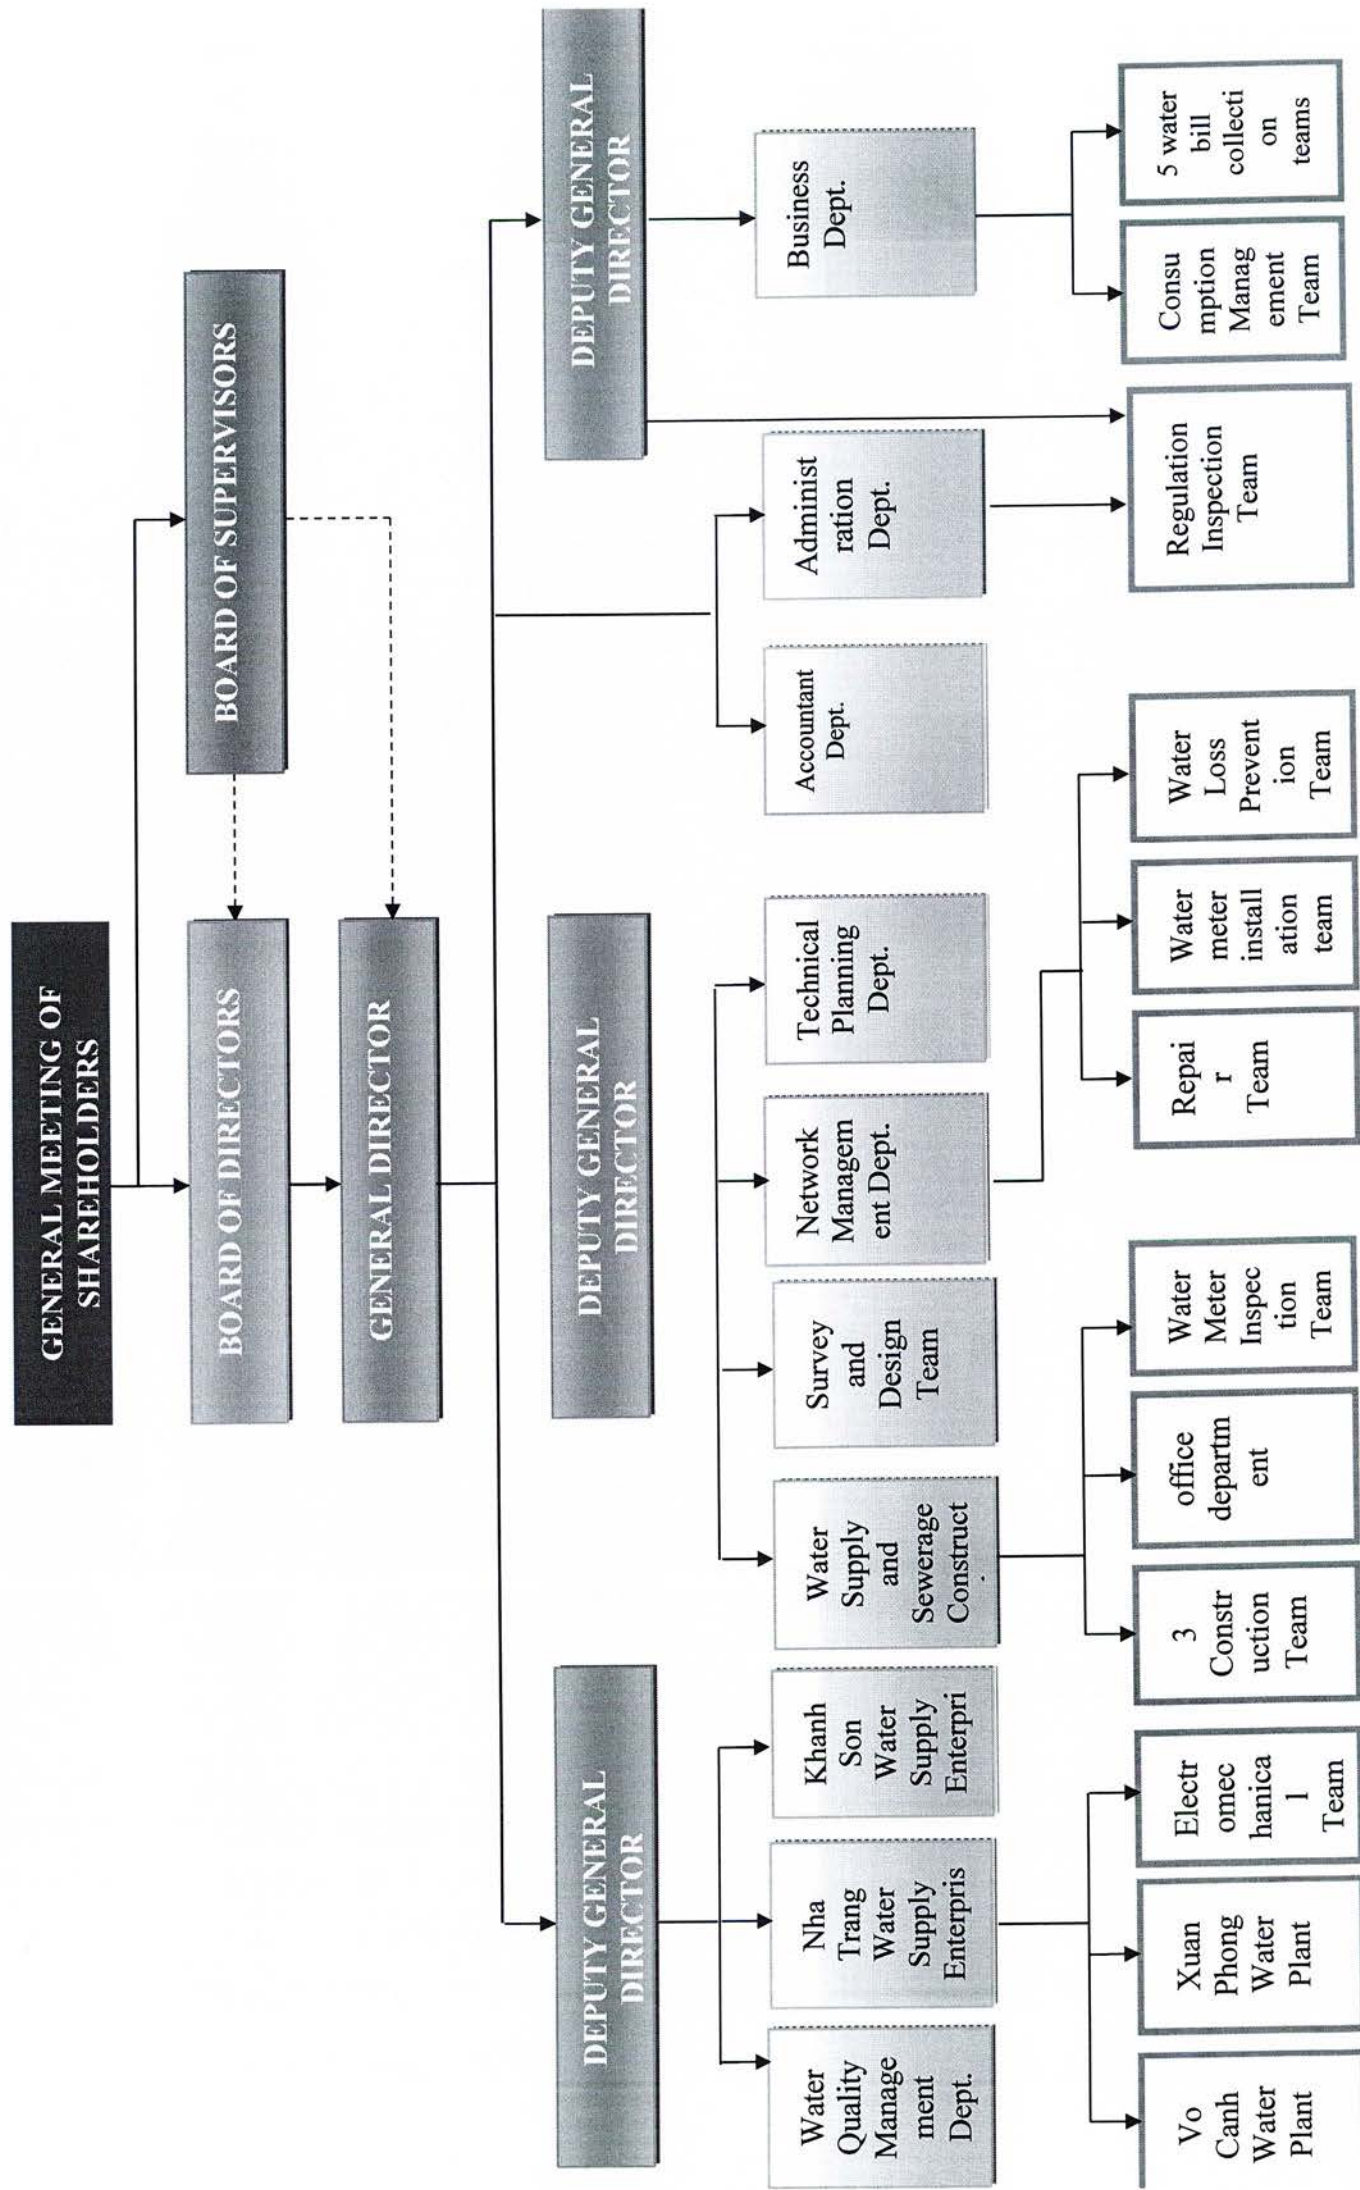 GENERAL MEETING OF
SHAREHOLDERS
BOARD OF SUPERVISORS
BOARD OF DIRECTORS
GENERAL DIRECTOR
DEPUTY GENERAL
DIRECTOR
DEPUTY GENERAL
DIRECTOR
DEPUTY GENERAL
DIRECTOR
Water
Quality
Manage
ment
Dept.
Nha
Trang
Water
Supply
Enterpris
Khanh
Son
Water
Supply
Enterpri
Water
Supply
and
Sewerage
Construct
Survey
and
Design
Team
Network
Managem
ent Dept.
Technical
Planning
Dept.
Accountant
Dept.
Administ
ration
Dept.
Business
Dept.
Vo
Canh
Water
Plant
Xuan
Phong
Water
Plant
Electr
omec
hanica
l
Team
3
Constr
uction
Team
office
departm
ent
Water
Meter
Inspec
tion
Team
Repai
r
Team
Water
meter
install
ation
team
Water
Loss
Prevent
ion
Team
Regulation
Inspection
Team
Consu
mption
Manag
ement
Team
5 water
bill
collecti
on
teams